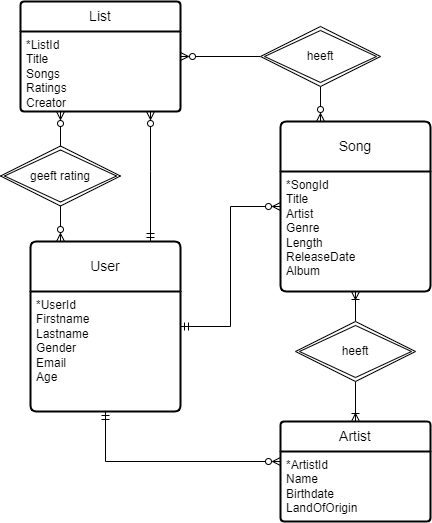 List
*ListId
Title
Songs
Ratings
Creator
heeft
Song
*SongId
Title
Artist
Genre
Length
ReleaseDate
Album
geeft rating
User
*UserId
Firstname
Lastname
Gender
Email
Age
heeft
Artist
*ArtistId
Name
Birthdate
LandOfOrigin